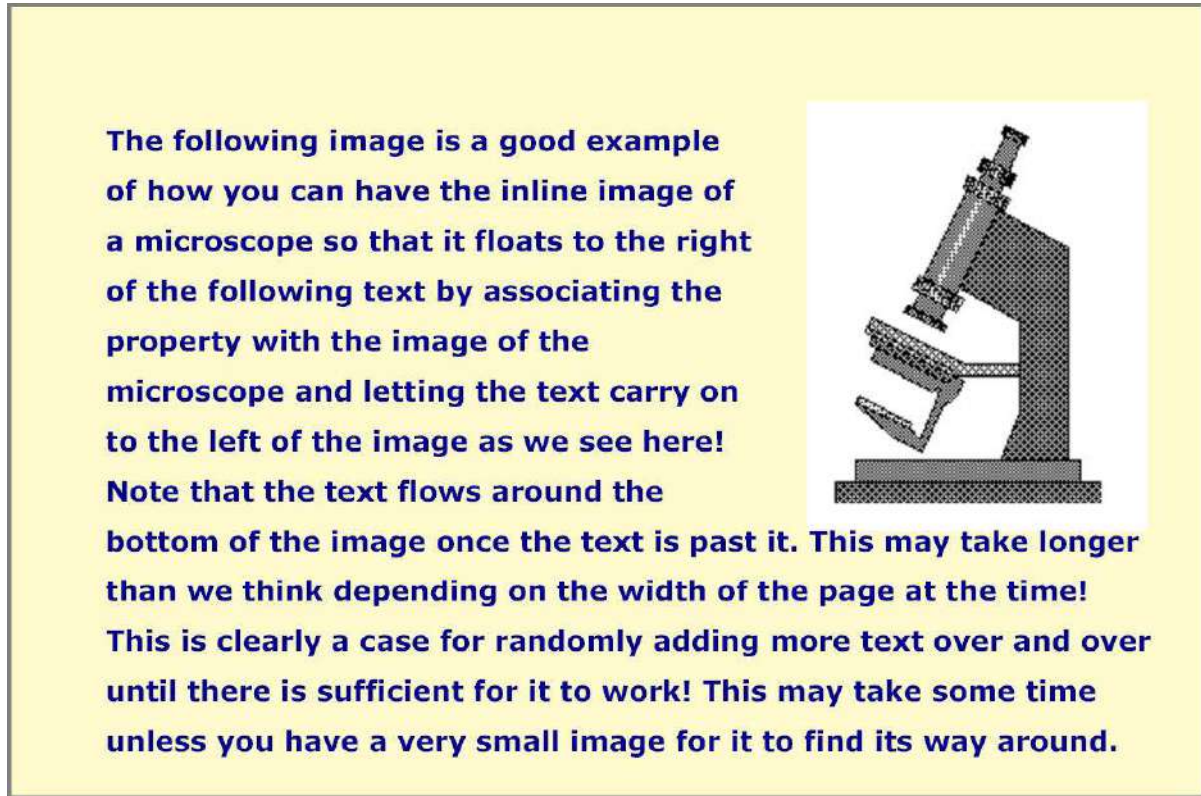 The following image is a good example
of how you can have the inline image of
a microscope so that it floats to the right
of the following text by associating the
property with the image of the
microscope and letting the text carry on
to the left of the image as we see here!
Note that the text flows around the
bottom of the image once the text is past it. This may take longer
than we think depending on the width of the page at the time!
This is clearly a case for randomly adding more text over and over
until there is sufficient for it to work! This may take some time
unless you have a very small image for it to find its way around.